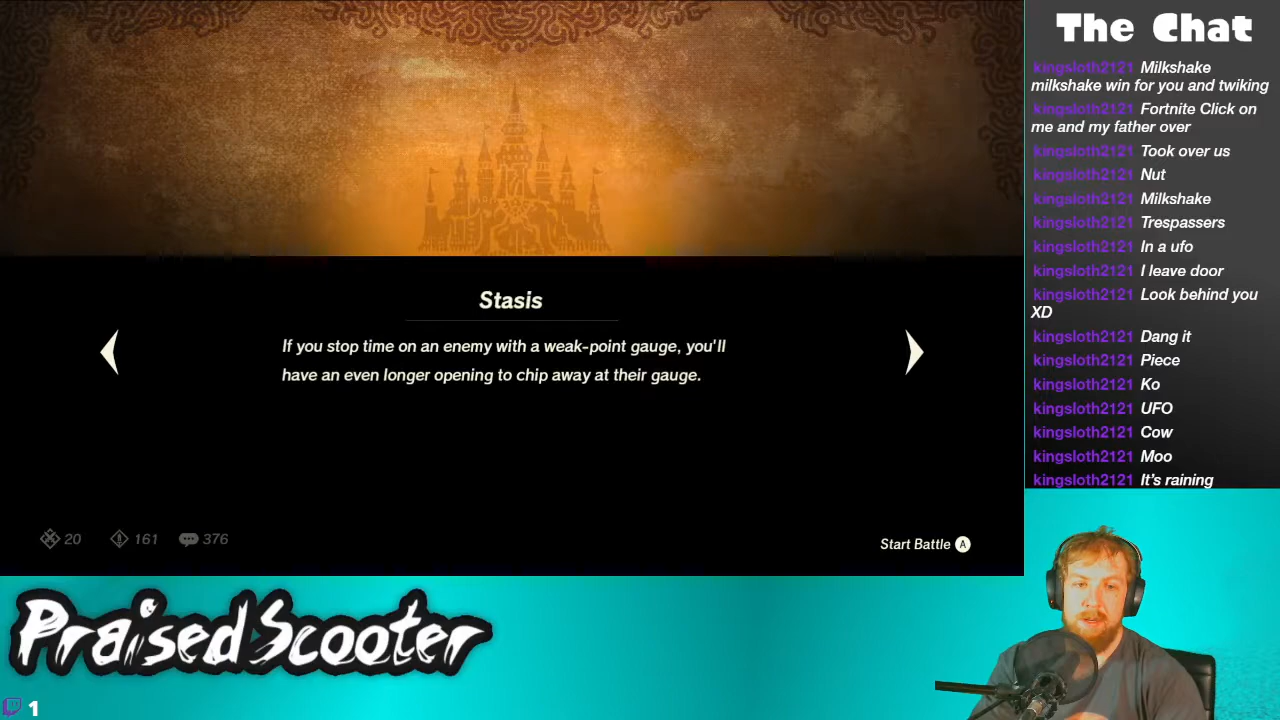 The Chat
kingsloth2121 Milkshake
milkshake win for you and twiking
kingsloth2121 Fortnite Click on
me and my father over
kingsloth2121 Took over us
kingsloth2121 Nut
kingsloth2121 Milkshake
kingsloth2121 Trespassers
kingsloth2121 In a ufo
kingsloth2121 I leave door
kingsloth2121 Look behind you
XD
kingsloth2121 Dang it
kingsloth2121 Piece
kingsloth2121 Ko
kingsloth2121 UFO
kingsloth2121 Cow
kingsloth2121 Moo
kingsloth2121 It's raining
Stasis
If you stop time on an enemy with a weak-point gauge, you'll
have an even longer opening to chip away at their gauge.
20 161 376
Start Battle A
PraisedScooter
1